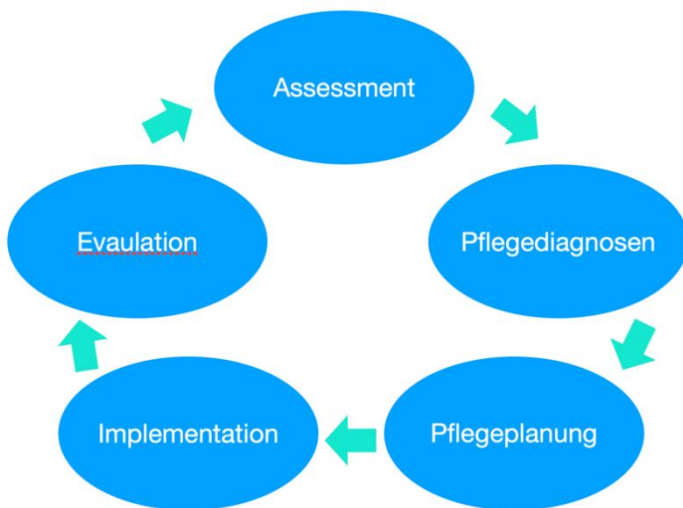 Assessment
Pflegediagnosen
Pflegeplanung
Implementation
Evaulation